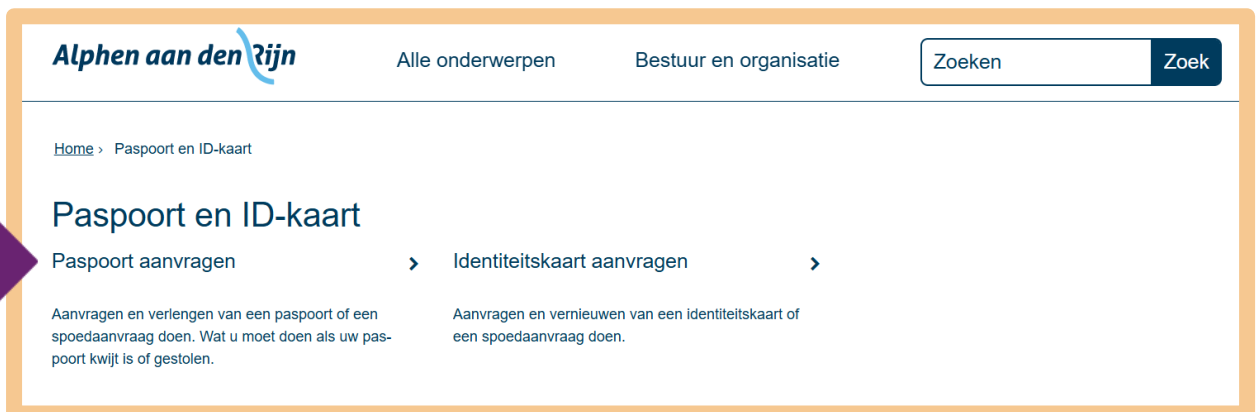 Alphen aan den Rijn
Alle onderwerpen
Bestuur en organisatie
Zoeken
Zoek
Home › Paspoort en ID-kaart
Paspoort en ID-kaart
Paspoort aanvragen
Aanvragen en verlengen van een paspoort of een
spoedaanvraag doen. Wat u moet doen als uw pas-
poort kwijt is of gestolen.
Identiteitskaart aanvragen
Aanvragen en vernieuwen van een identiteitskaart of
een spoedaanvraag doen.